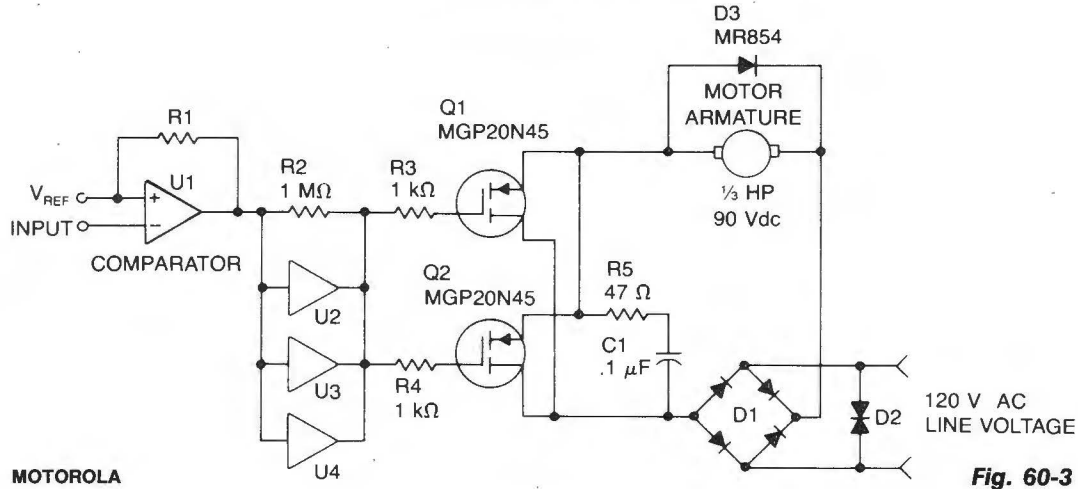 D3
MR854
MOTOR
ARMATURE
⅓ HP
90 Vdc
R1
VREF
INPUT
+
-
U1
COMPARATOR
R2
1 MΩ
R3
1 kΩ
Q1
MGP20N45
U2
U3
U4
R4
1 kΩ
Q2
MGP20N45
R5
47 Ω
C1
.1 μF
D1
D2
120 V AC
LINE VOLTAGE
MOTOROLA
Fig. 60-3